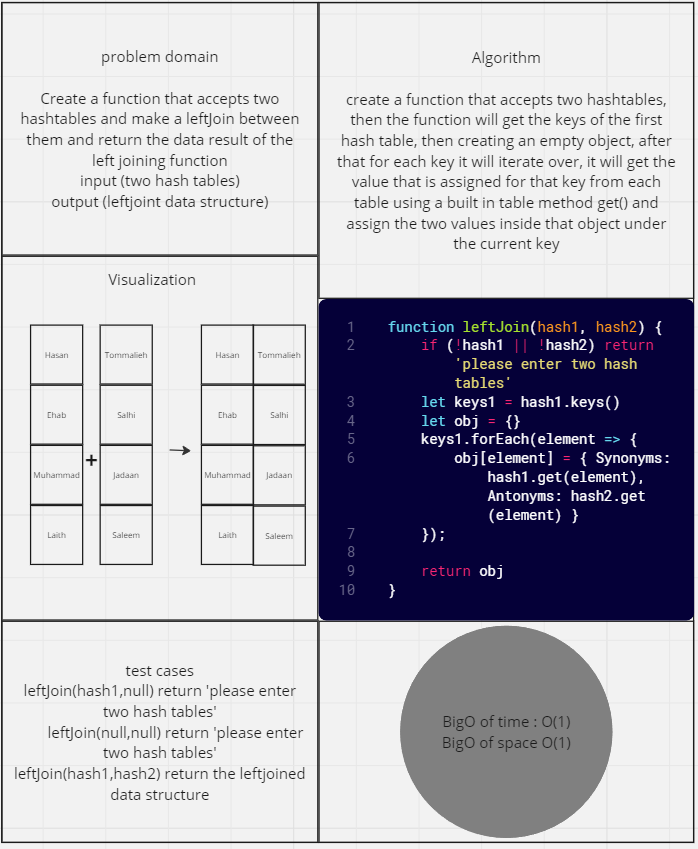 problem domain
Create a function that accepts two
hashtables and make a leftJoin between
them and return the data result of the
left joining function
input (two hash tables)
output (leftjoint data structure)
Algorithm
create a function that accepts two hashtables,
then the function will get the keys of the first
hash table, then creating an empty object, after
that for each key it will iterate over, it will get the
value that is assigned for that key from each
table using a built in table method get() and
assign the two values inside that object under
the current key
Visualization
Hasan
Ehab
Muhammad
Laith
+
Tommalieh
Salhi
Jadaan
Saleem
Hasan Tommalieh
Ehab Salhi
Muhammad Jadaan
Laith Saleem
1 function leftJoin(hash1, hash2) {
2 if (!hash1 || !hash2) return
'please enter two hash
tables'
3 let keys1 = hash1.keys()
4 let obj = {}
5 keys1.forEach(element => {
6 obj[element] = { Synonyms:
hash1.get(element),
Antonyms: hash2.get
(element) }
7 });
8
9 return obj
10 }
test cases
leftJoin(hash1,null) return 'please enter
two hash tables'
leftJoin(null,null) return 'please enter
two hash tables'
leftJoin(hash1,hash2) return the leftjoined
data structure
BigO of time : O(1)
BigO of space O(1)